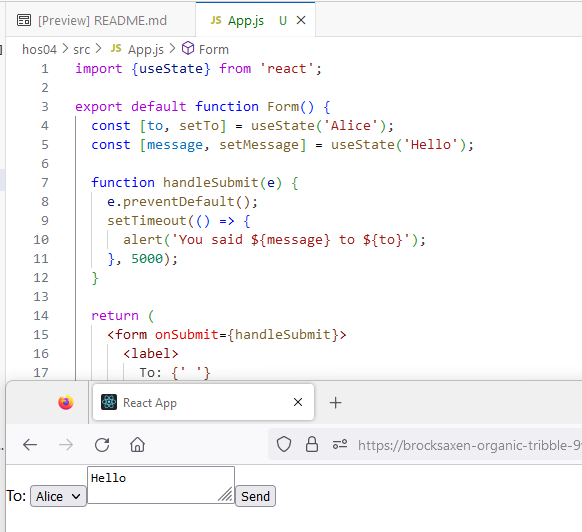 [Preview] README.md
JS App.js U
hos04 > src > JS App.js > Form
1 import {useState} from 'react';
2
3 export default function Form() {
4 const [to, setTo] = useState('Alice');
5 const [message, setMessage] = useState('Hello');
6
7 function handleSubmit(e) {
8 e.preventDefault();
9 setTimeout(() => {
10 alert('You said ${message} to ${to}');
11 }, 5000);
12 }
13
14 return (
15 <form onSubmit={handleSubmit}>
16 <label>
17 To: {' '}
React App
https://brocksaxen-organic-tribble-9
To: Alice Hello Send